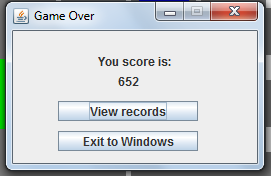 Game Over
You score is:
652
View records
Exit to Windows